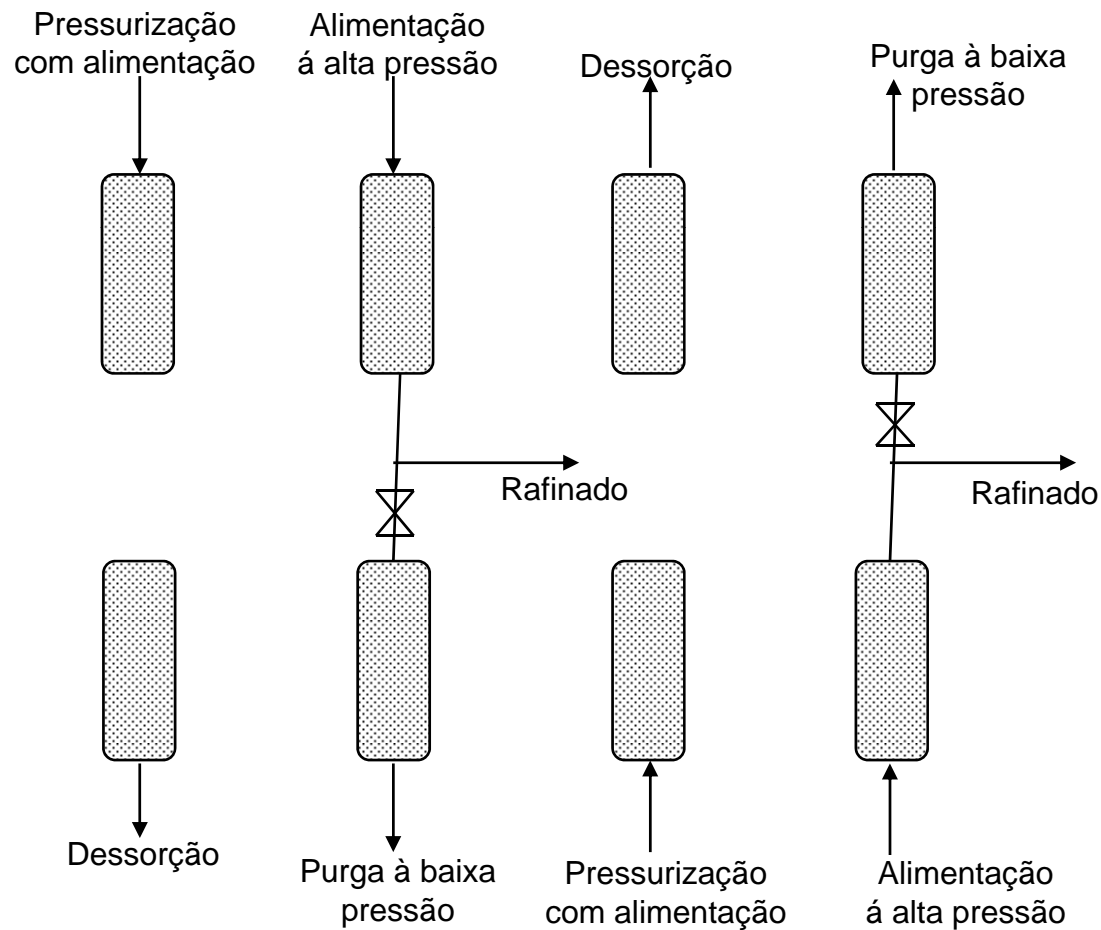 Pressurização
com alimentação
Alimentação
á alta pressão
Dessorção
Purga à baixa
pressão
Rafinado
Rafinado
Dessorção
Purga à baixa
pressão
Pressurização
com alimentação
Alimentação
á alta pressão